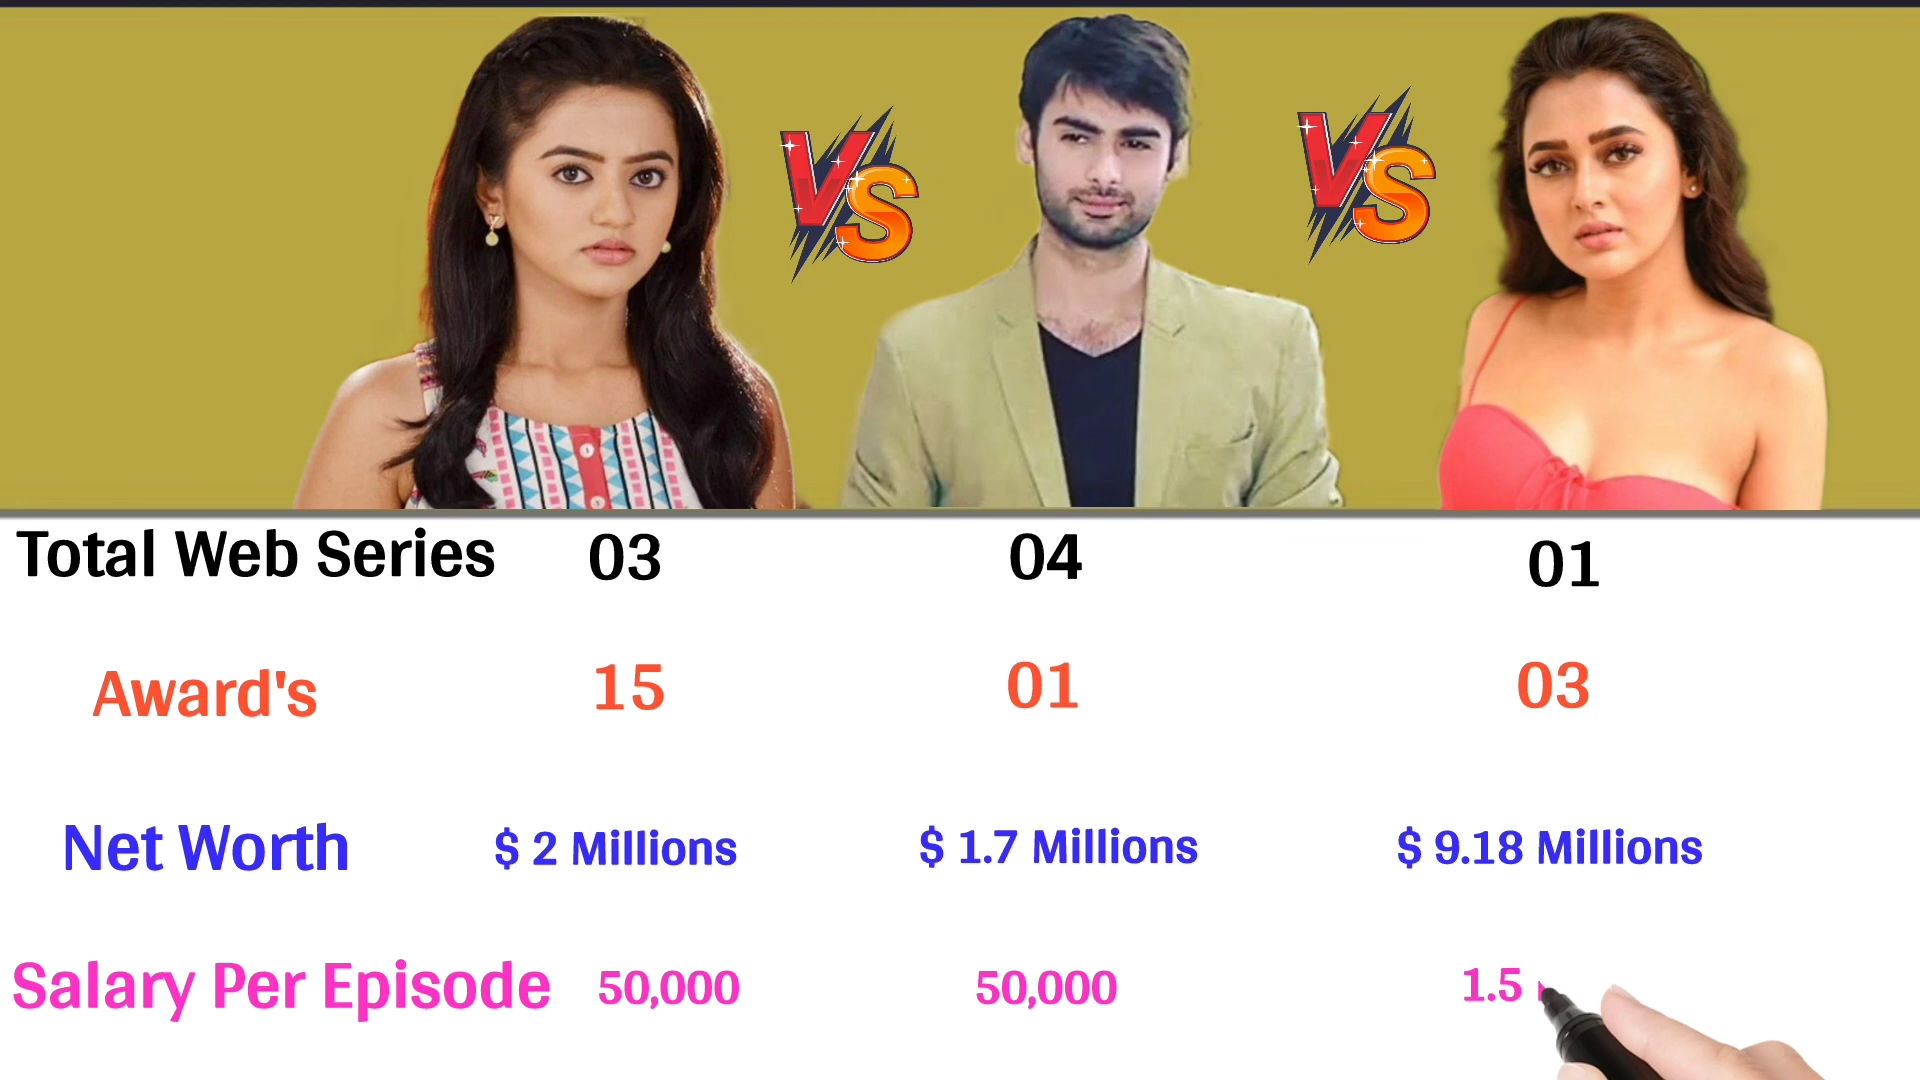 VS VS
Total Web Series 03 04 01
Award's 15 01 03
Net Worth $ 2 Millions $ 1.7 Millions $ 9.18 Millions
Salary Per Episode 50,000 50,000 1.5